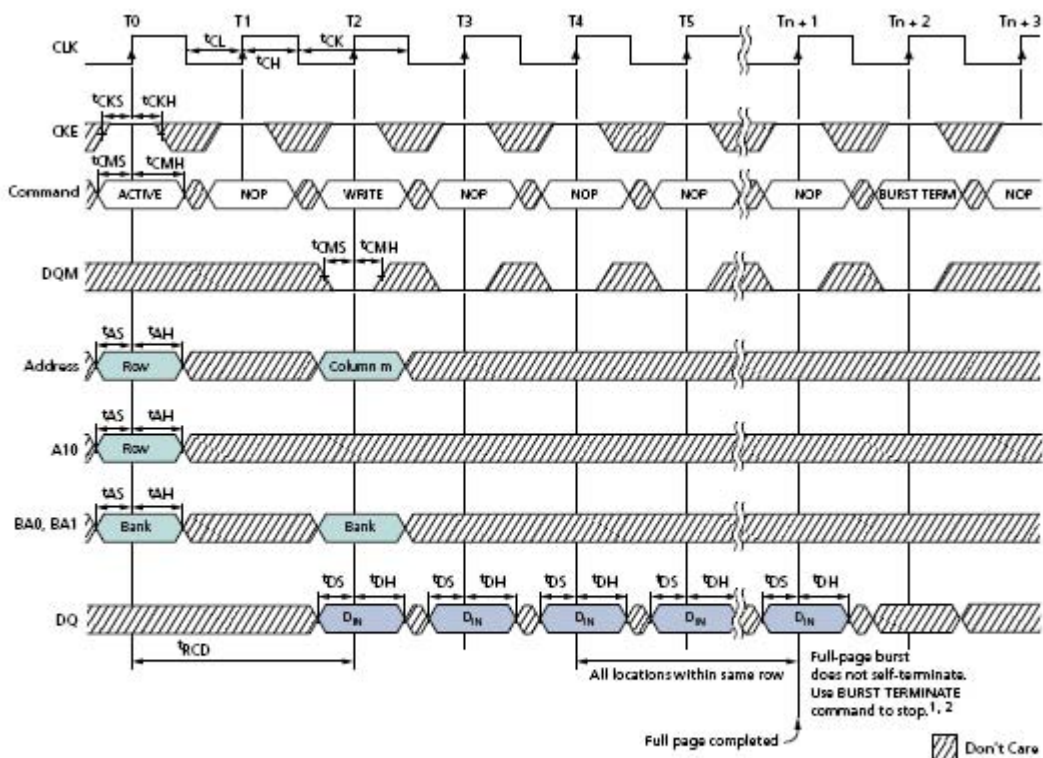 T0 T1 T2 T3 T4 T5 Tn + 1 Tn + 2 Tn + 3
CLK
tCL tCK
tCH
tCKS tCKH
CKE
tCMS tCMH
Command ACTIVE NOP WRITE NOP NOP NOP NOP BURST TERM NOP
tCMS tCMH
DQM
tAS tAH
Address Row Column m
tAS tAH
A10 Row
tAS tAH
BA0, BA1 Bank Bank
tDS tDH tDS tDH tDS tDH tDS tDH tDS tDH
DQ DIN DIN DIN DIN DIN
tRCD
All locations within same row
Full-page burst
does not self-terminate.
Use BURST TERMINATE
command to stop.1, 2
Full page completed
Don't Care